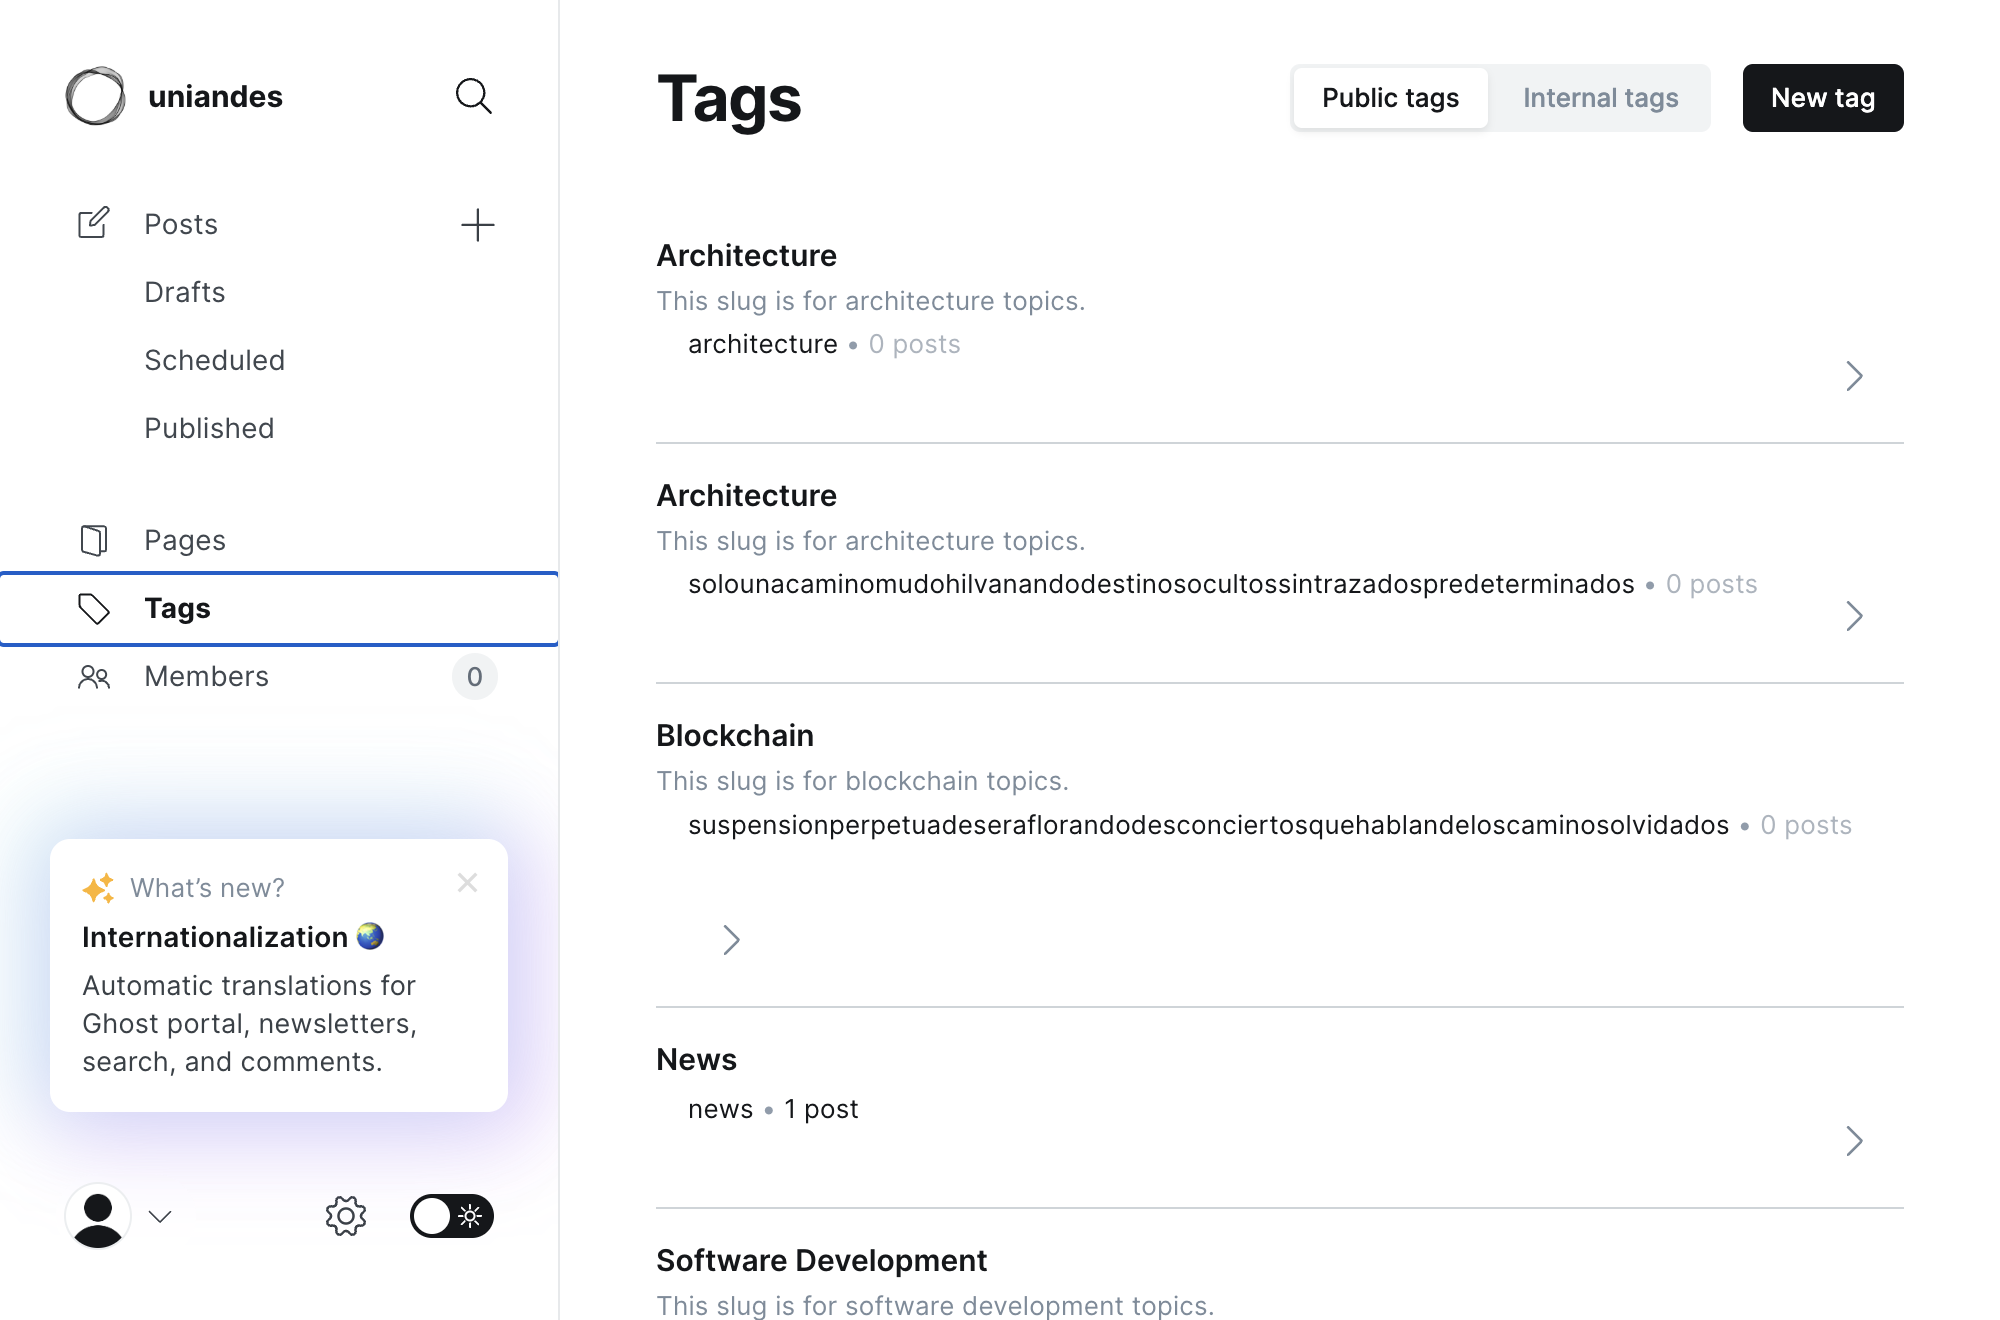 uniandes
Posts
Drafts
Scheduled
Published
Pages
Tags
Members
0
What’s new?
Internationalization
Automatic translations for
Ghost portal, newsletters,
search, and comments.
Tags
Public tags
Internal tags
New tag
Architecture
This slug is for architecture topics.
architecture • 0 posts
Architecture
This slug is for architecture topics.
solounacaminomudohilvanandodestinosocultossintrazadospredeterminados • 0 posts
Blockchain
This slug is for blockchain topics.
suspensionperpetuadeseraflorandodesconciertosquehablandeloscaminosolvidados • 0 posts
News
news • 1 post
Software Development
This slug is for software development topics.